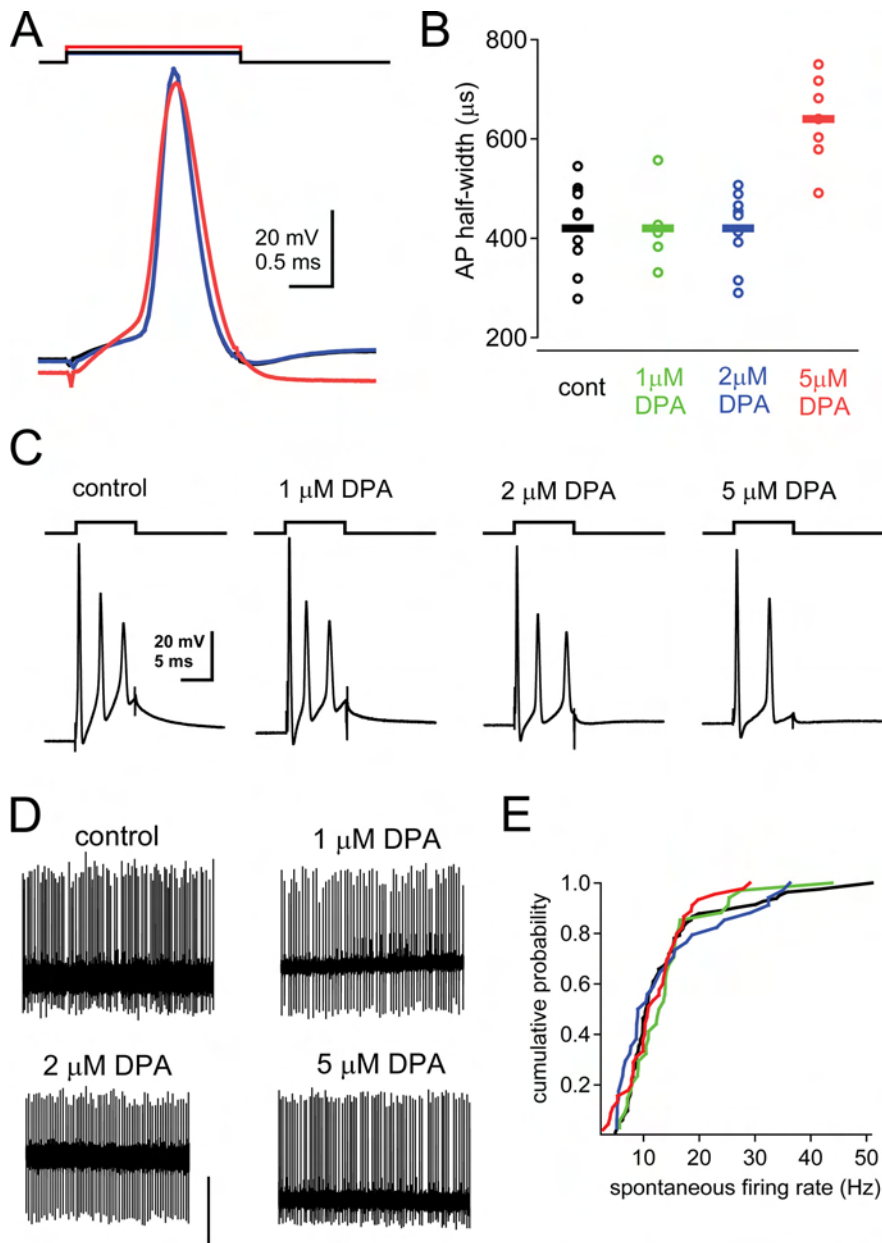 A
20 mV
0.5 ms
B
AP half-width (μs)
800
600
400
200
cont
1μM
DPA
2μM
DPA
5μM
DPA
C
control
1 μM DPA
2 μM DPA
5 μM DPA
20 mV
5 ms
D
control
1 μM DPA
2 μM DPA
5 μM DPA
E
cumulative probability
1.0
0.8
0.6
0.4
0.2
10
20
30
40
50
spontaneous firing rate (Hz)